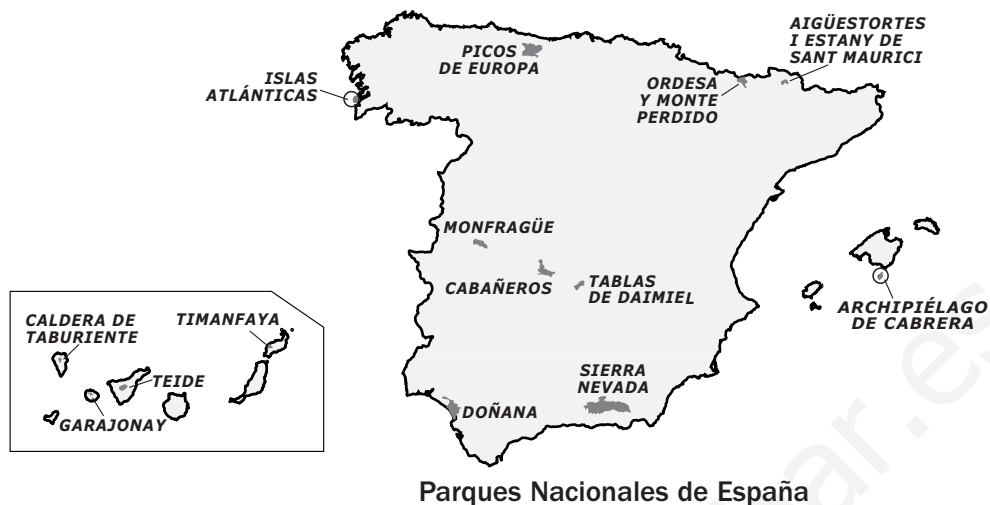 PICOS
DE EUROPA
AIGÜESTORTES
I ESTANY DE
SANT MAURICI
ISLAS
ATLÁNTICAS
ORDESA
Y MONTE
PERDIDO
MONFRAGÜE
CABAÑEROS
TABLAS
DE DAIMIEL
ARCHIPIÉLAGO
DE CABRERA
CALDERA DE
TABURIENTE
TIMANFAYA
TEIDE
GARAJONAY
SIERRA
NEVADA
DOÑANA
Parques Nacionales de España